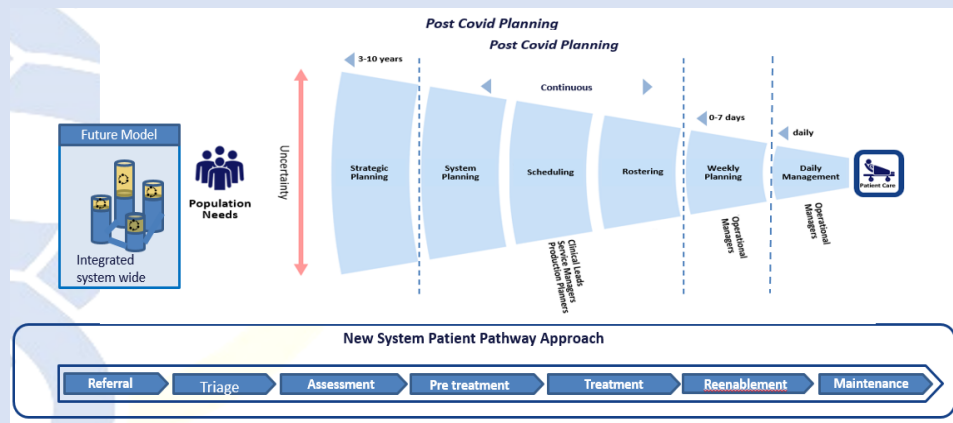 Post Covid Planning
Post Covid Planning
3-10 years
Continuous
0-7 days
daily
Future Model
Integrated
system wide
Population
Needs
Uncertainty
Strategic
Planning
System
Planning
Scheduling
Rostering
Weekly
Planning
Daily
Management
Patient Care
Clinical Leads
Service Managers
Production Planners
Operational
Managers
Operational
Managers
New System Patient Pathway Approach
Referral
Triage
Assessment
Pre treatment
Treatment
Reenablement
Maintenance